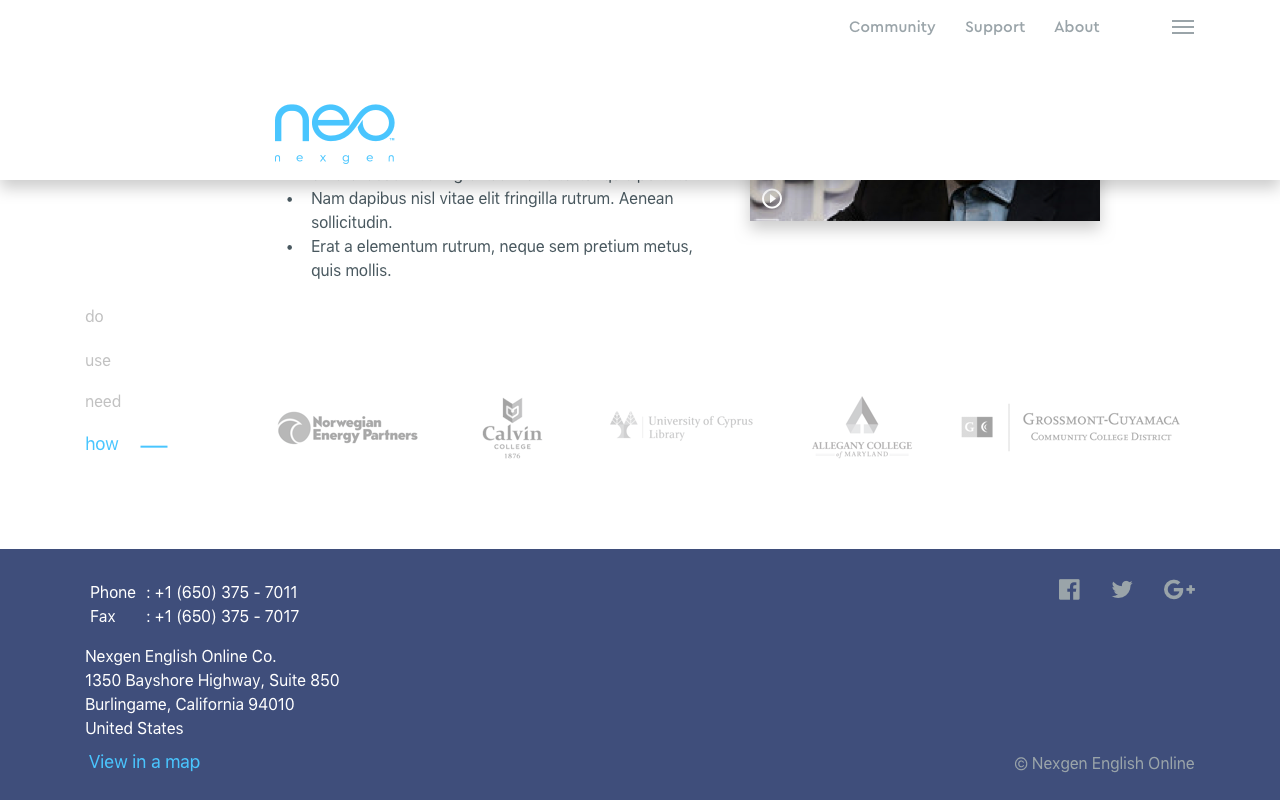 Community
Support
About
neo
nexgen
• Nam dapibus nisl vitae elit fringilla rutrum. Aenean
sollicitudin.
• Erat a elementum rutrum, neque sem pretium metus,
quis mollis.
do
use
need
how
Norwegian
Energy Partners
Calvin
COLLEGE
1876
University of Cyprus
Library
ALLEGANY COLLEGE
of MARYLAND
G C
GROSSMONT-CUYAMACA
COMMUNITY COLLEGE DISTRICT
Phone : +1 (650) 375 - 7011
Fax : +1 (650) 375 - 7017
Nexgen English Online Co.
1350 Bayshore Highway, Suite 850
Burlingame, California 94010
United States
View in a map
G+
© Nexgen English Online